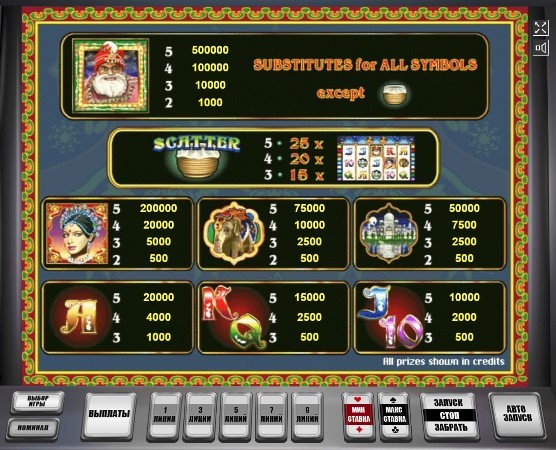 5 500000
4 100000
3 10000
2 1000
SUBSTITUTES for ALL SYMBOLS
except
SCATTER
5 · 25 x
4 · 20 x
3 · 15 x
5 200000
4 20000
3 5000
2 500
5 75000
4 10000
3 2500
2 500
5 50000
4 7500
3 2500
2 500
A
5 20000
4 4000
3 1000
K Q
5 15000
4 2500
3 500
J 10
5 10000
4 2000
3 500
All prizes shown in credits
ВЫБОР
ИГРЫ
НОМИНАЛ
ВЫПЛАТЫ
1
ЛИНИЯ
3
ЛИНИИ
5
ЛИНИЙ
7
ЛИНИЙ
9
ЛИНИЙ
МИН
СТАВКА
МАКС
СТАВКА
ЗАПУСК
СТОП
ЗАБРАТЬ
АВТО
ЗАПУСК